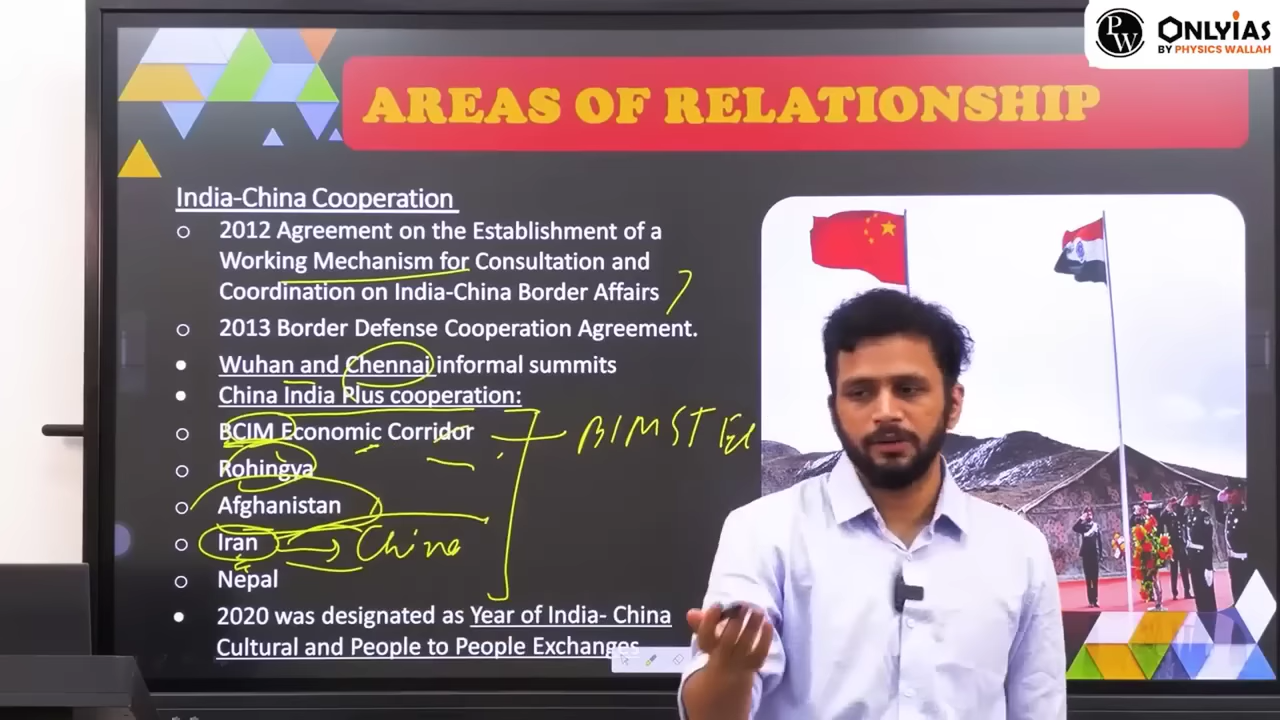 PW
ONLYIAS
BY PHYSICS WALLAH
AREAS OF RELATIONSHIP
India-China Cooperation
2012 Agreement on the Establishment of a
Working Mechanism for Consultation and
Coordination on India-China Border Affairs
2013 Border Defense Cooperation Agreement.
Wuhan and Chennai informal summits
China India Plus cooperation:
BCIM Economic Corridor
BIMSTEC
Rohingya
Afghanistan
Iran
China
Nepal
2020 was designated as Year of India- China
Cultural and People to People Exchanges